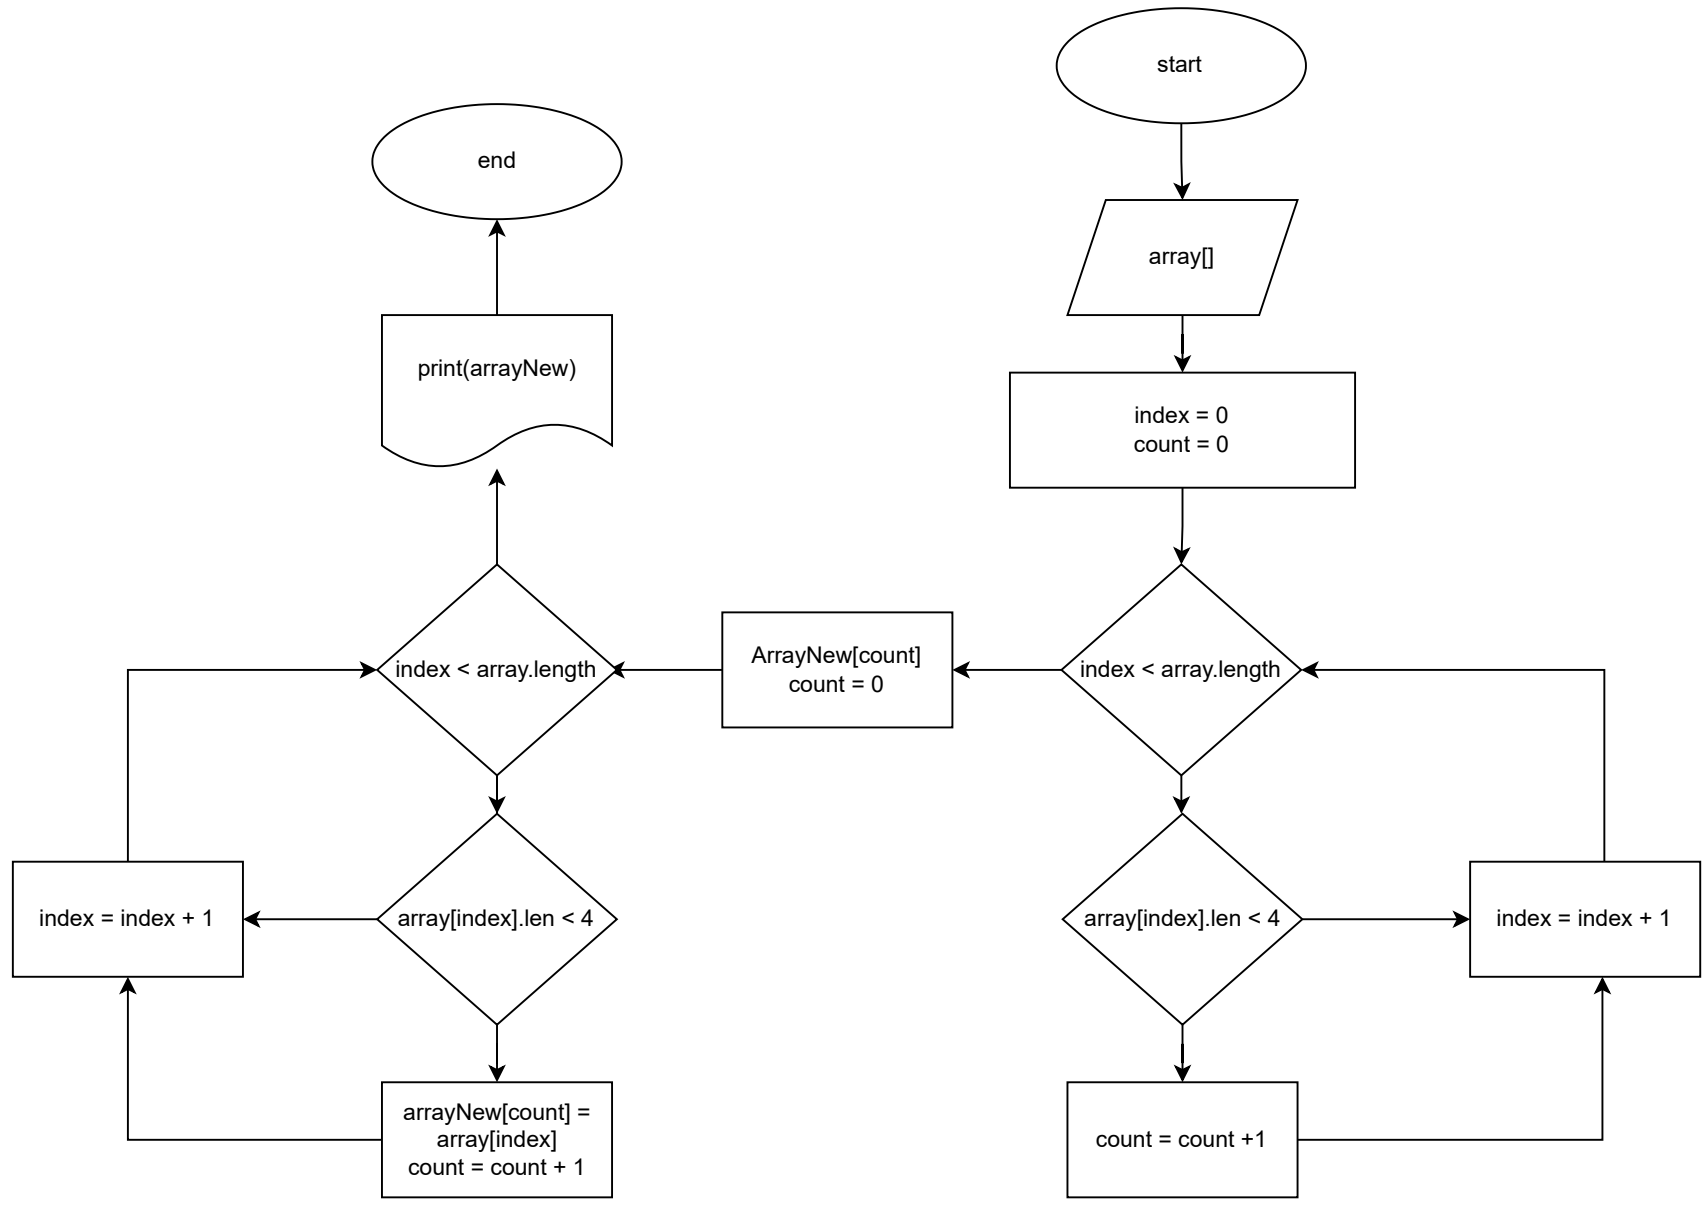 start
array[]
index = 0
count = 0
index < array.length
array[index].len < 4
index = index + 1
count = count +1
ArrayNew[count]
count = 0
index < array.length
array[index].len < 4
index = index + 1
arrayNew[count] =
array[index]
count = count + 1
print(arrayNew)
end